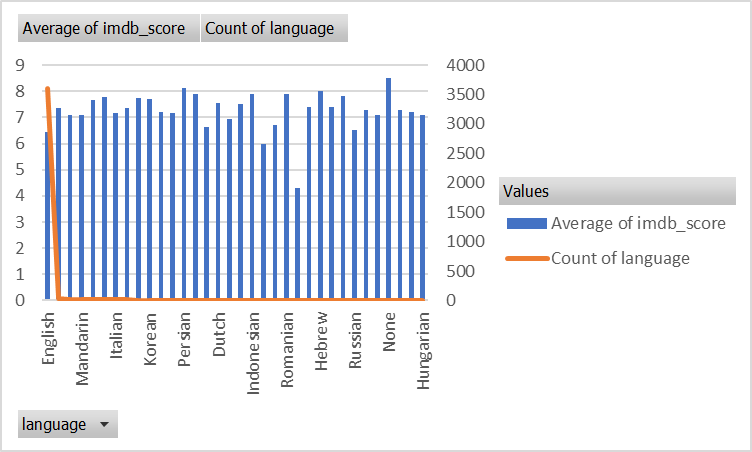 Average of imdb_score Count of language
9 4000
8 3500
7 3000
6 2500
5 2000
4 1500
3 1000
2 500
1 0
0
Values
Average of imdb_score
Count of language
English
Mandarin
Italian
Korean
Persian
Dutch
Indonesian
Romanian
Hebrew
Russian
None
Hungarian
language